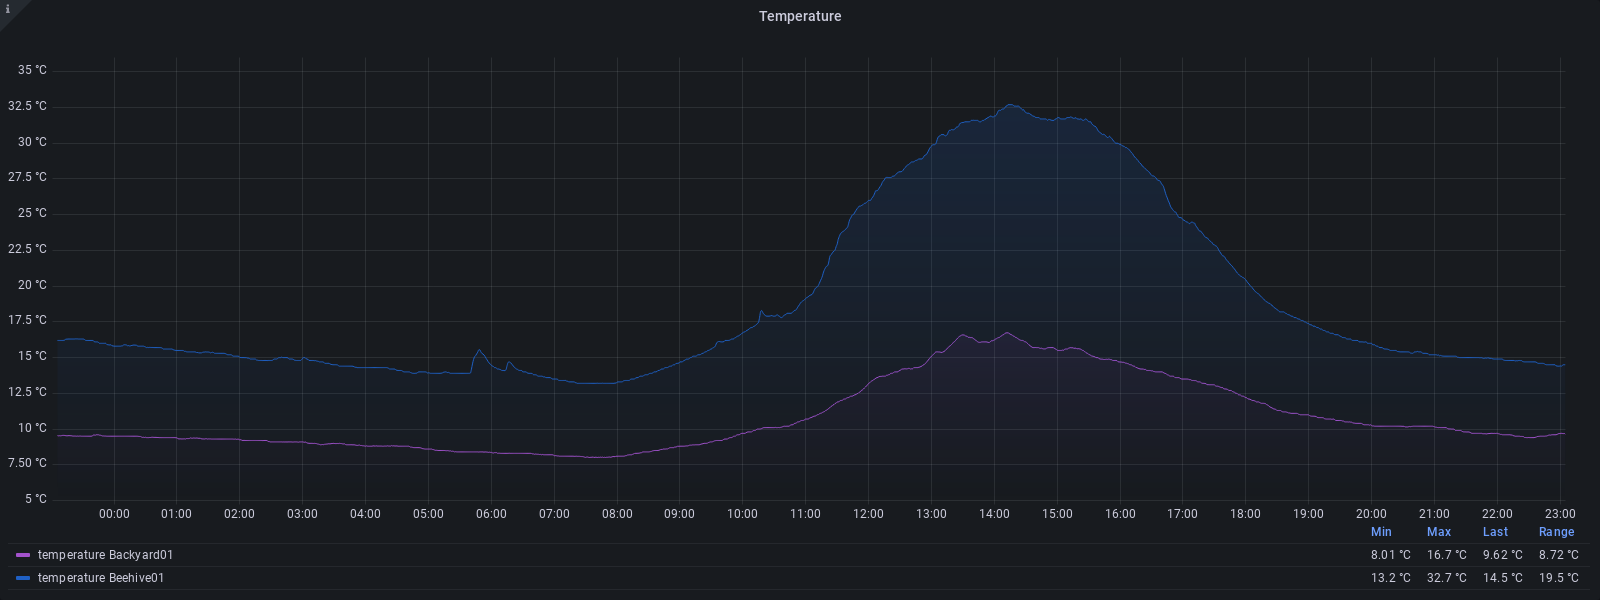 i
Temperature
35 °C
32.5 °C
30 °C
27.5 °C
25 °C
22.5 °C
20 °C
17.5 °C
15 °C
12.5 °C
10 °C
7.50 °C
5 °C
00:00 01:00 02:00 03:00 04:00 05:00 06:00 07:00 08:00 09:00 10:00 11:00 12:00 13:00 14:00 15:00 16:00 17:00 18:00 19:00 20:00 21:00 22:00 23:00
Min Max Last Range
temperature Backyard01 8.01 °C 16.7 °C 9.62 °C 8.72 °C
temperature Beehive01 13.2 °C 32.7 °C 14.5 °C 19.5 °C